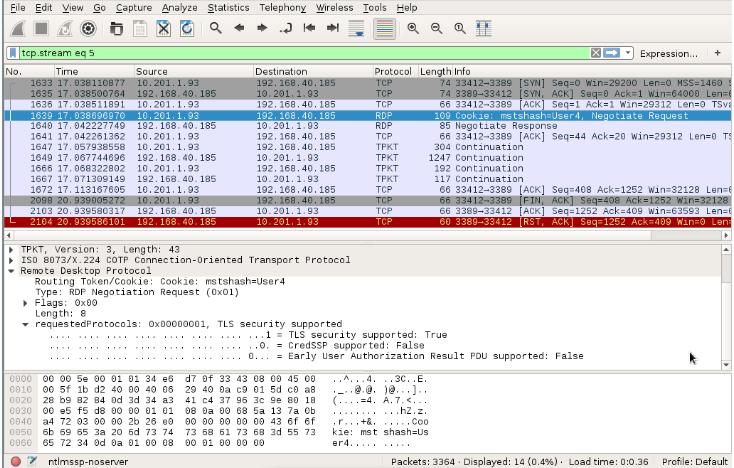 File Edit View Go Capture Analyze Statistics Telephony Wireless Tools Help
tcp.stream eq 5 Expression... +
No. Time Source Destination Protocol Length Info
1633 17.038110877 10.201.1.93 192.168.40.185 TCP 74 33412→3389 [SYN] Seq=0 Win=29200 Len=0 MSS=1460 S
1635 17.038500764 192.168.40.185 10.201.1.93 TCP 74 3389→33412 [SYN, ACK] Seq=0 Ack=1 Win=64000 Len=0
1636 17.038511891 10.201.1.93 192.168.40.185 TCP 66 33412→3389 [ACK] Seq=1 Ack=1 Win=29312 Len=0 TSva
1639 17.038696970 10.201.1.93 192.168.40.185 RDP 109 Cookie: mstshash=User4, Negotiate Request
1640 17.042227749 192.168.40.185 10.201.1.93 RDP 85 Negotiate Response
1641 17.042261362 10.201.1.93 192.168.40.185 TCP 66 33412→3389 [ACK] Seq=44 Ack=20 Win=29312 Len=0 TS
1647 17.057938558 10.201.1.93 192.168.40.185 TPKT 304 Continuation
1649 17.067744696 192.168.40.185 10.201.1.93 TPKT 1247 Continuation
1666 17.068322802 10.201.1.93 192.168.40.185 TPKT 192 Continuation
1667 17.071309149 192.168.40.185 10.201.1.93 TPKT 117 Continuation
1672 17.113167605 10.201.1.93 192.168.40.185 TCP 66 33412→3389 [ACK] Seq=408 Ack=1252 Win=32128 Len=0
2098 20.939005272 10.201.1.93 192.168.40.185 TCP 66 33412→3389 [FIN, ACK] Seq=408 Ack=1252 Win=32128
2103 20.939580317 192.168.40.185 10.201.1.93 TCP 66 3389→33412 [ACK] Seq=1252 Ack=409 Win=63593 Len=0
2104 20.939586101 192.168.40.185 10.201.1.93 TCP 60 3389→33412 [RST, ACK] Seq=1252 Ack=409 Win=0 Len=
TPKT, Version: 3, Length: 43
ISO 8073/X.224 COTP Connection-Oriented Transport Protocol
Remote Desktop Protocol
Routing Token/Cookie: Cookie: mstshash=User4
Type: RDP Negotiation Request (0x01)
Flags: 0x00
Length: 8
requestedProtocols: 0x00000001, TLS security supported
.... .... .... .... .... .... .... ...1 = TLS security supported: True
.... .... .... .... .... .... .... ..0. = CredSSP supported: False
.... .... .... .... .... .... .... 0... = Early User Authorization Result PDU supported: False
0000 00 00 5e 00 01 01 34 e6 d7 0f 33 43 08 00 45 00 ..^...4. ..3C..E.
0010 00 5f 1b d2 40 00 40 06 29 40 0a c9 01 5d c0 a8 ._..@.@. )@...]..
0020 28 b9 82 84 0d 3d 34 a3 41 c4 37 96 3c 9e 80 18 (....=4. A.7.<...
0030 00 e5 f5 d8 00 00 01 01 08 0a 00 68 5a 13 7a 0b ........ ...hZ.z.
0040 a4 72 03 00 00 2b 26 e0 00 00 00 00 00 43 6f 6f .r...+&. .....Coo
0050 6b 69 65 3a 20 6d 73 74 73 68 61 73 68 3d 55 73 kie: mst shash=Us
0060 65 72 34 0d 0a 01 00 08 00 01 00 00 00 er4..... .....
ntlmssp-noserver Packets: 3364 · Displayed: 14 (0.4%) · Load time: 0:0.36 Profile: Default